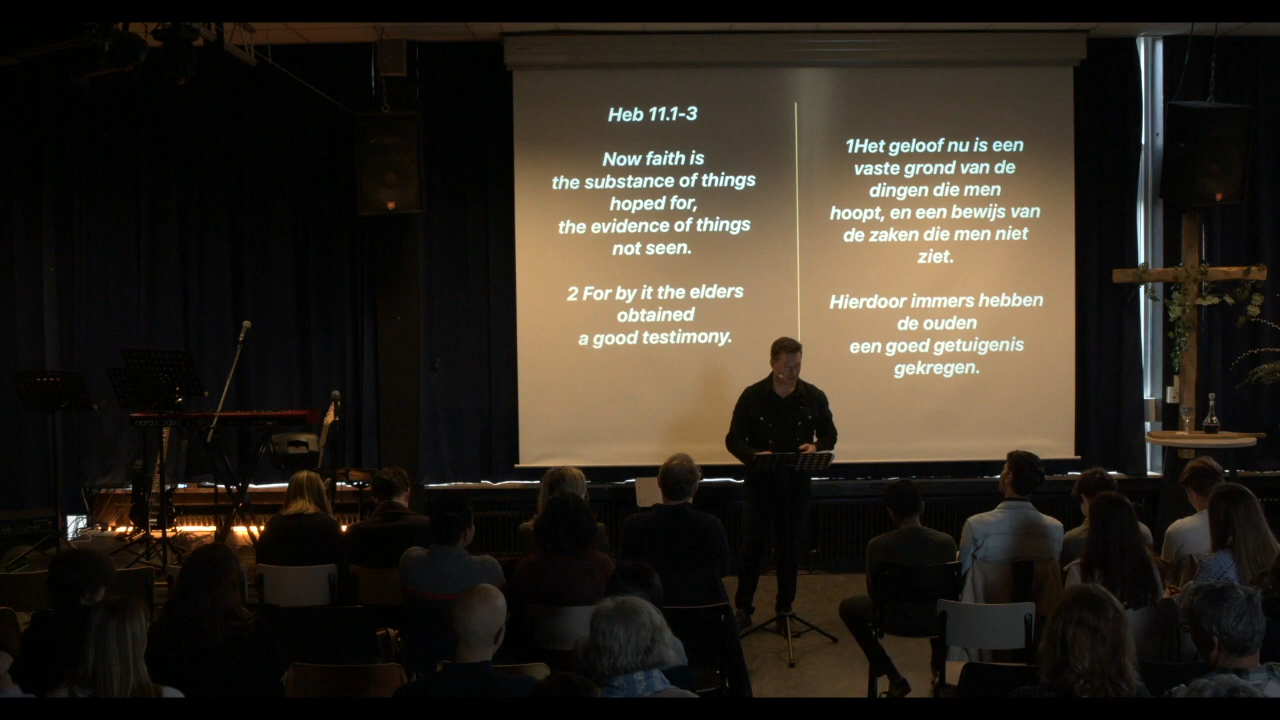 Heb 11.1-3
Now faith is
the substance of things
hoped for,
the evidence of things
not seen.
2 For by it the elders
obtained
a good testimony.
1Het geloof nu is een
vaste grond van de
dingen die men
hoopt, en een bewijs van
de zaken die men niet
ziet.
Hierdoor immers hebben
de ouden
een goed getuigenis
gekregen.